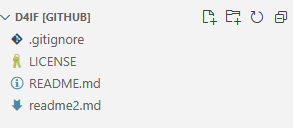 D4IF [GITHUB]
.gitignore
LICENSE
README.md
readme2.md